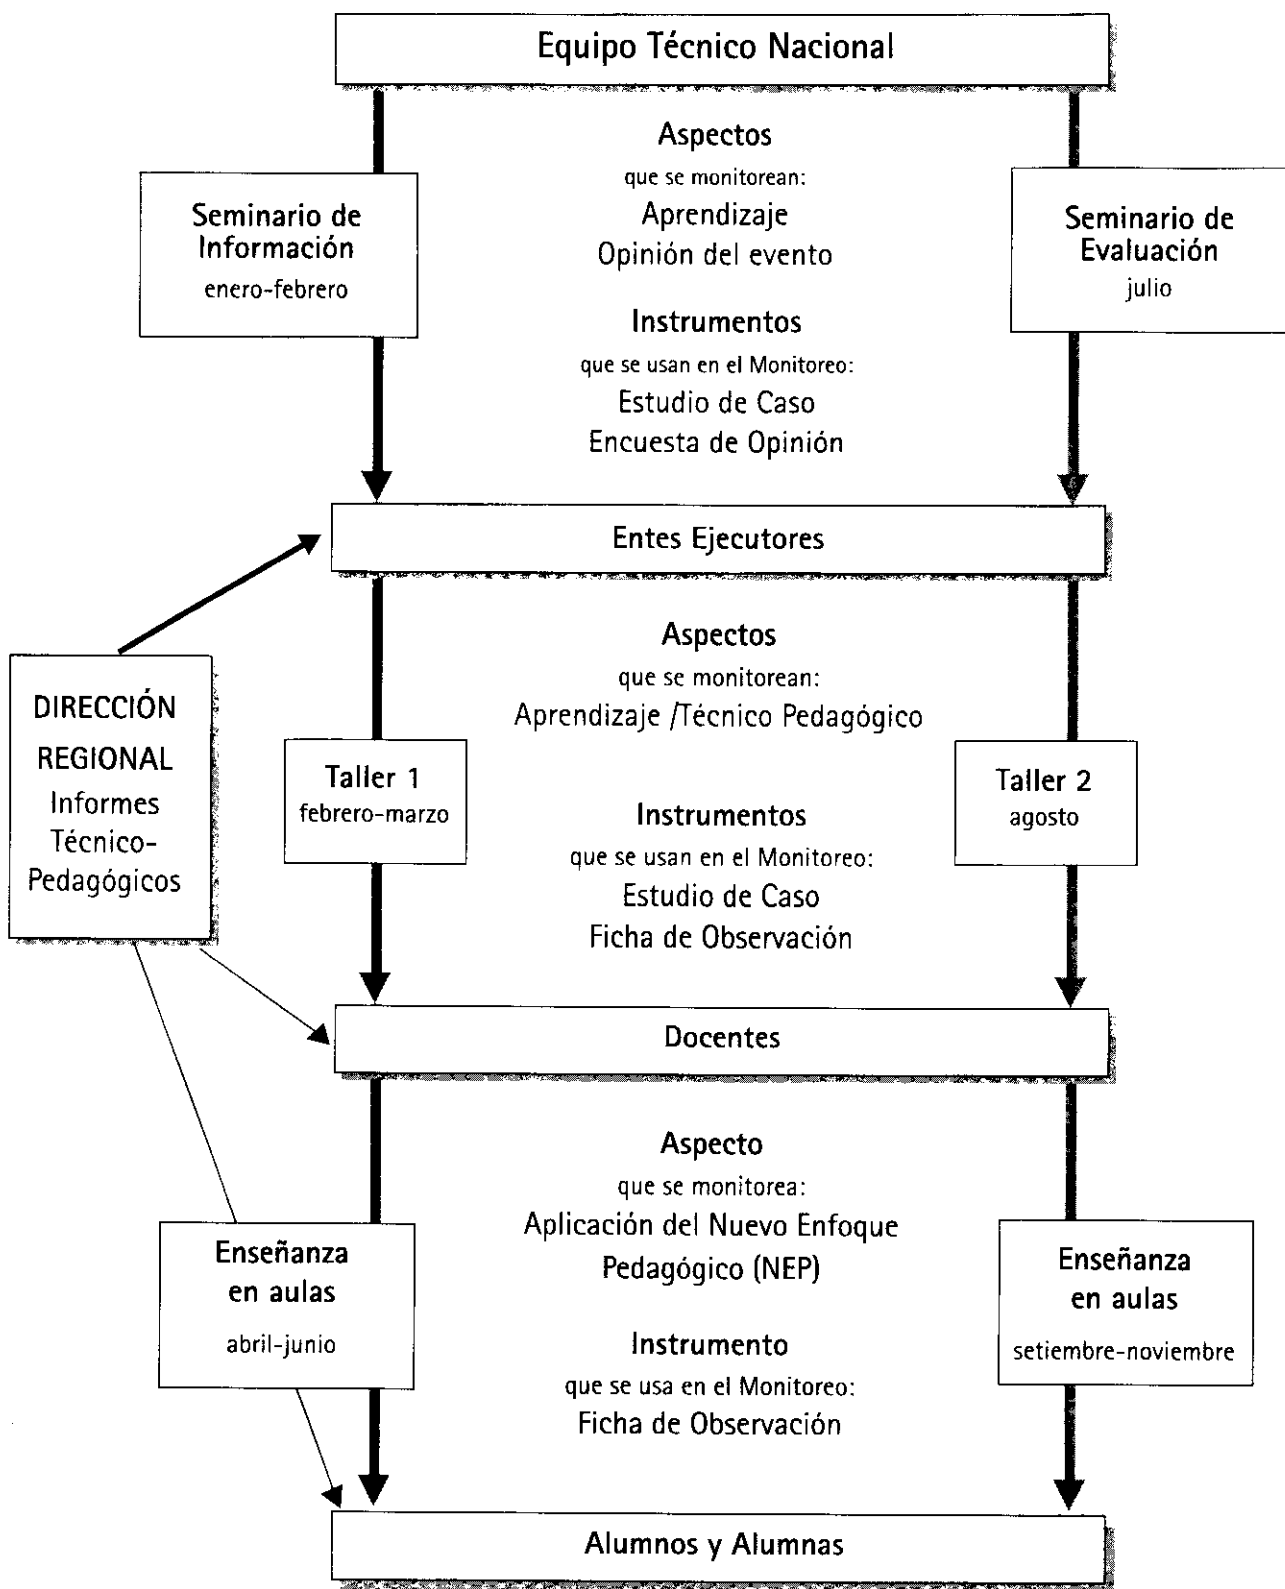 Equipo Técnico Nacional
Aspectos
que se monitorean:
Aprendizaje
Opinión del evento
Seminario de
Información
enero-febrero
Seminario de
Evaluación
julio
Instrumentos
que se usan en el Monitoreo:
Estudio de Caso
Encuesta de Opinión
Entes Ejecutores
Aspectos
que se monitorean:
Aprendizaje /Técnico Pedagógico
DIRECCIÓN
REGIONAL
Informes
Técnico-
Pedagógicos
Taller 1
febrero-marzo
Taller 2
agosto
Instrumentos
que se usan en el Monitoreo:
Estudio de Caso
Ficha de Observación
Docentes
Aspecto
que se monitorea:
Aplicación del Nuevo Enfoque
Pedagógico (NEP)
Enseñanza
en aulas
abril-junio
Enseñanza
en aulas
setiembre-noviembre
Instrumento
que se usa en el Monitoreo:
Ficha de Observación
Alumnos y Alumnas